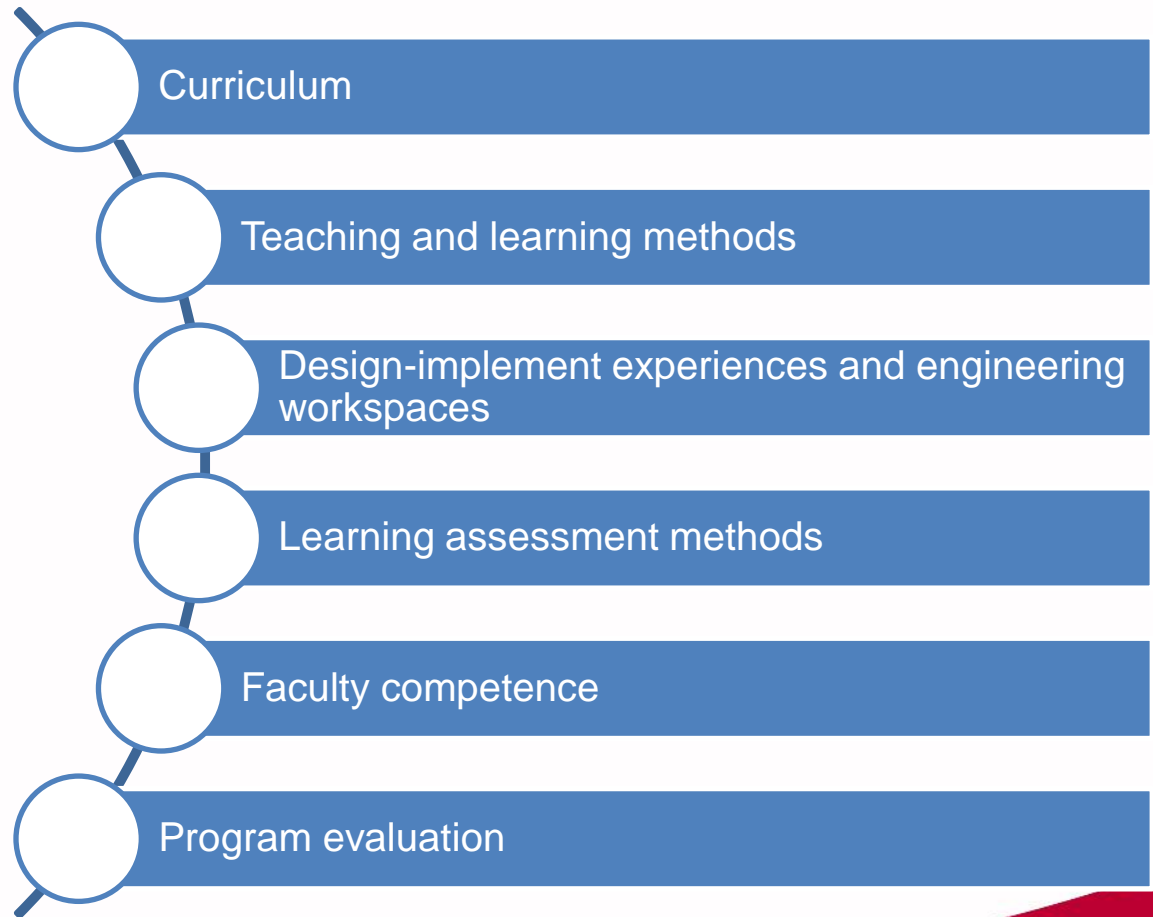 Curriculum
Teaching and learning methods
Design-implement experiences and engineering
workspaces
Learning assessment methods
Faculty competence
Program evaluation